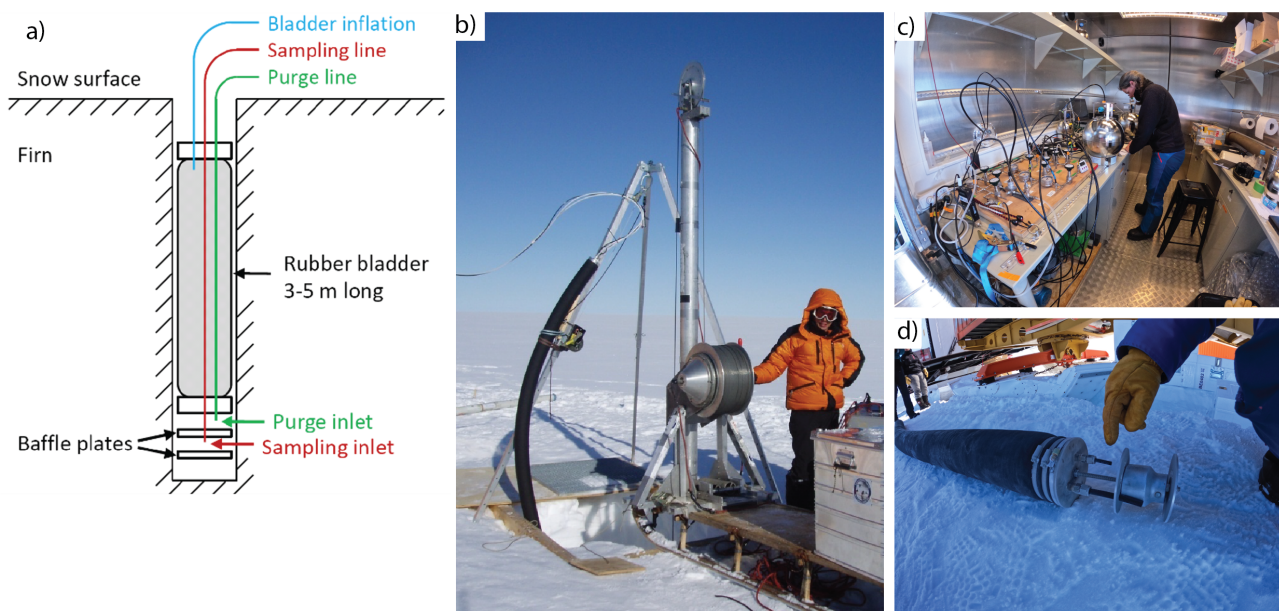 a)
Bladder inflation
Sampling line
Purge line
Snow surface
Firn
Rubber bladder
3-5 m long
Purge inlet
Baffle plates
Sampling inlet
b)
c)
d)